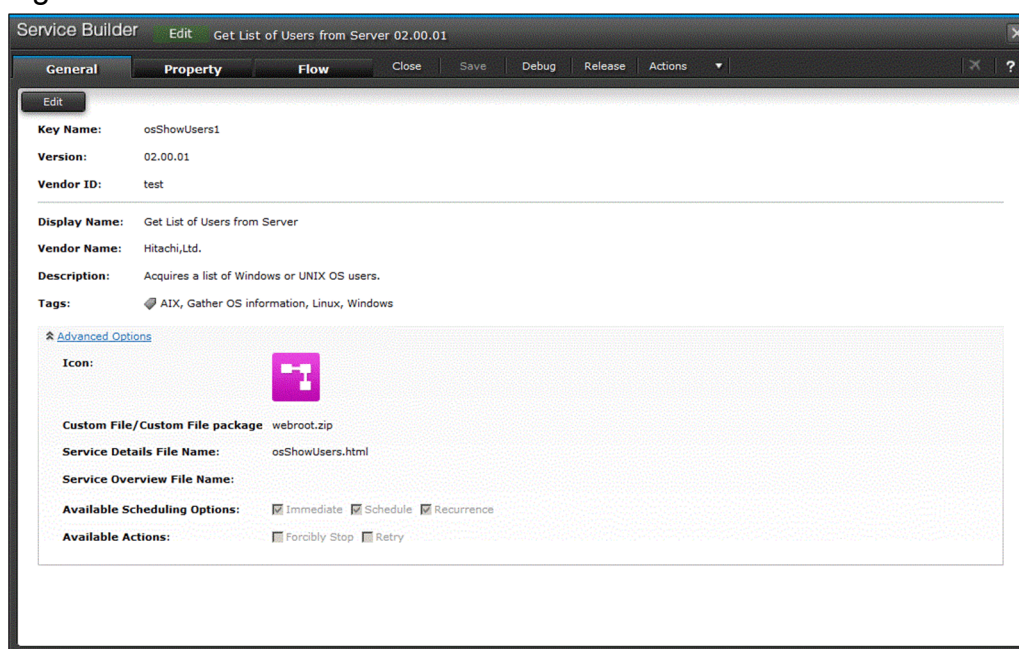 Service Builder Edit Get List of Users from Server 02.00.01
General Property Flow Close Save Debug Release Actions ?
Edit
Key Name: osShowUsers1
Version: 02.00.01
Vendor ID: test
Display Name: Get List of Users from Server
Vendor Name: Hitachi,Ltd.
Description: Acquires a list of Windows or UNIX OS users.
Tags: AIX, Gather OS information, Linux, Windows
Advanced Options
Icon:
Custom File/Custom File package webroot.zip
Service Details File Name: osShowUsers.html
Service Overview File Name:
Available Scheduling Options: Immediate Schedule Recurrence
Available Actions: Forcibly Stop Retry